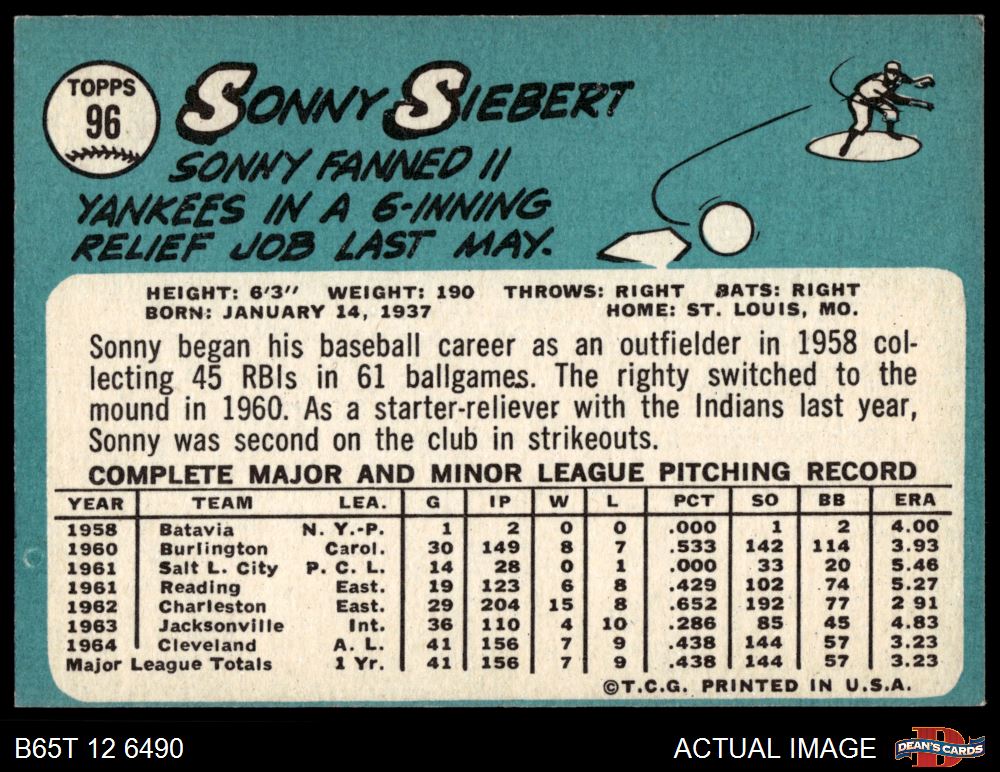 TOPPS
96
SONNY SIEBERT
SONNY FANNED 11
YANKEES IN A 6-INNING
RELIEF JOB LAST MAY.
HEIGHT: 6'3" WEIGHT: 190 THROWS: RIGHT BATS: RIGHT
BORN: JANUARY 14, 1937 HOME: ST. LOUIS, MO.
Sonny began his baseball career as an outfielder in 1958 col-
lecting 45 RBIs in 61 ballgames. The righty switched to the
mound in 1960. As a starter-reliever with the Indians last year,
Sonny was second on the club in strikeouts.
COMPLETE MAJOR AND MINOR LEAGUE PITCHING RECORD
YEAR TEAM LEA. G IP W L PCT SO BB ERA
1958 Batavia N. Y.-P. 1 2 0 0 .000 1 2 4.00
1960 Burlington Carol. 30 149 8 7 .533 142 114 3.93
1961 Salt L. City P. C. L. 14 28 0 1 .000 33 20 5.46
1961 Reading East. 19 123 6 8 .429 102 74 5.27
1962 Charleston East. 29 204 15 8 .652 192 77 2 91
1963 Jacksonville Int. 36 110 4 10 .286 85 45 4.83
1964 Cleveland A. L. 41 156 7 9 .438 144 57 3.23
Major League Totals 1 Yr. 41 156 7 9 .438 144 57 3.23
©T.C.G. PRINTED IN U.S.A.
B65T 12 6490 ACTUAL IMAGE DEAN'S CARDS